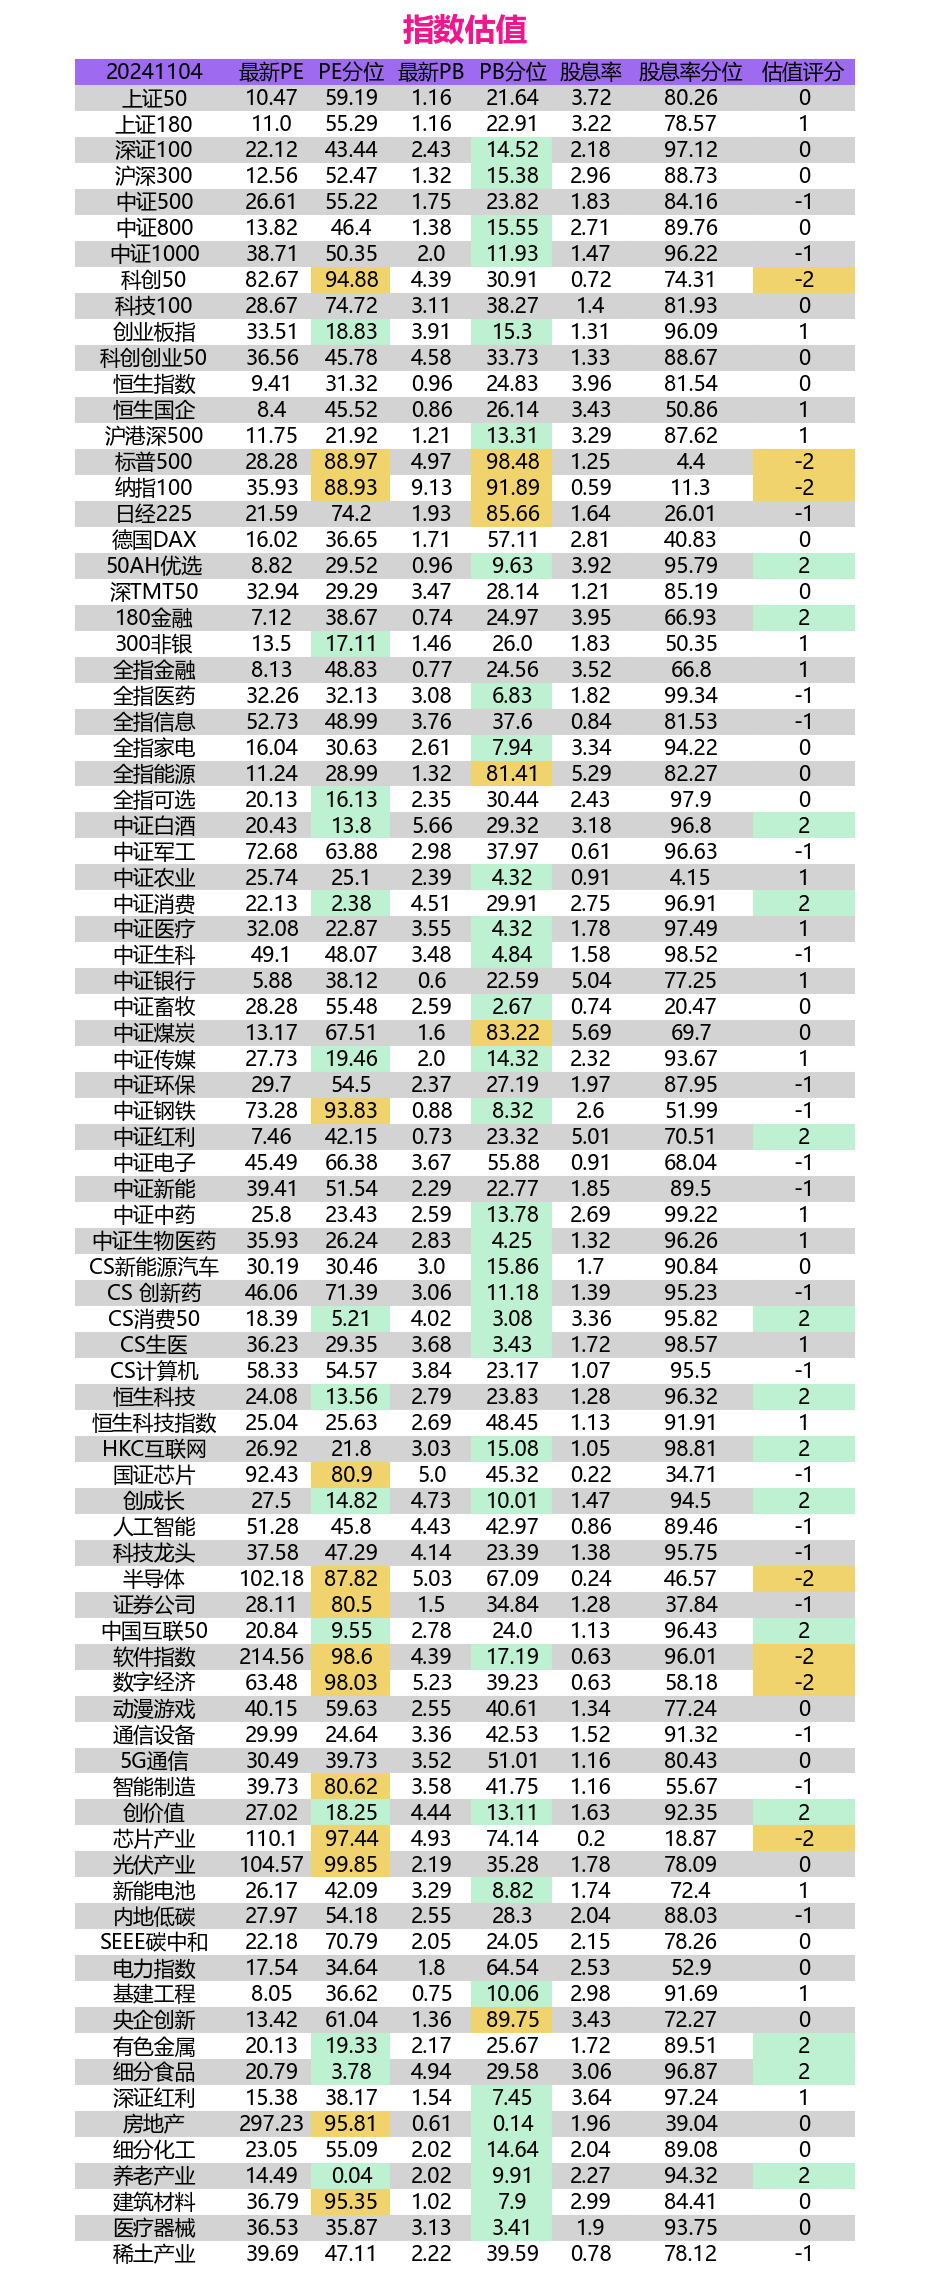 指数估值
20241104 最新PE PE分位 最新PB PB分位 股息率 股息率分位 估值评分
上证50 10.47 59.19 1.16 21.64 3.72 80.26 0
上证180 11.0 55.29 1.16 22.91 3.22 78.57 1
深证100 22.12 43.44 2.43 14.52 2.18 97.12 0
沪深300 12.56 52.47 1.32 15.38 2.96 88.73 0
中证500 26.61 55.22 1.75 23.82 1.83 84.16 -1
中证800 13.82 46.4 1.38 15.55 2.71 89.76 0
中证1000 38.71 50.35 2.0 11.93 1.47 96.22 -1
科创50 82.67 94.88 4.39 30.91 0.72 74.31 -2
科技100 28.67 74.72 3.11 38.27 1.4 81.93 0
创业板指 33.51 18.83 3.91 15.3 1.31 96.09 1
科创创业50 36.56 45.78 4.58 33.73 1.33 88.67 0
恒生指数 9.41 31.32 0.96 24.83 3.96 81.54 0
恒生国企 8.4 45.52 0.86 26.14 3.43 50.86 1
沪港深500 11.75 21.92 1.21 13.31 3.29 87.62 1
标普500 28.28 88.97 4.97 98.48 1.25 4.4 -2
纳指100 35.93 88.93 9.13 91.89 0.59 11.3 -2
日经225 21.59 74.2 1.93 85.66 1.64 26.01 -1
德国DAX 16.02 36.65 1.71 57.11 2.81 40.83 0
50AH优选 8.82 29.52 0.96 9.63 3.92 95.79 2
深TMT50 32.94 29.29 3.47 28.14 1.21 85.19 0
180金融 7.12 38.67 0.74 24.97 3.95 66.93 2
300非银 13.5 17.11 1.46 26.0 1.83 50.35 1
全指金融 8.13 48.83 0.77 24.56 3.52 66.8 1
全指医药 32.26 32.13 3.08 6.83 1.82 99.34 -1
全指信息 52.73 48.99 3.76 37.6 0.84 81.53 -1
全指家电 16.04 30.63 2.61 7.94 3.34 94.22 0
全指能源 11.24 28.99 1.32 81.41 5.29 82.27 0
全指可选 20.13 16.13 2.35 30.44 2.43 97.9 0
中证白酒 20.43 13.8 5.66 29.32 3.18 96.8 2
中证军工 72.68 63.88 2.98 37.97 0.61 96.63 -1
中证农业 25.74 25.1 2.39 4.32 0.91 4.15 1
中证消费 22.13 2.38 4.51 29.91 2.75 96.91 2
中证医疗 32.08 22.87 3.55 4.32 1.78 97.49 1
中证生科 49.1 48.07 3.48 4.84 1.58 98.52 -1
中证银行 5.88 38.12 0.6 22.59 5.04 77.25 1
中证畜牧 28.28 55.48 2.59 2.67 0.74 20.47 0
中证煤炭 13.17 67.51 1.6 83.22 5.69 69.7 0
中证传媒 27.73 19.46 2.0 14.32 2.32 93.67 1
中证环保 29.7 54.5 2.37 27.19 1.97 87.95 -1
中证钢铁 73.28 93.83 0.88 8.32 2.6 51.99 -1
中证红利 7.46 42.15 0.73 23.32 5.01 70.51 2
中证电子 45.49 66.38 3.67 55.88 0.91 68.04 -1
中证新能 39.41 51.54 2.29 22.77 1.85 89.5 -1
中证中药 25.8 23.43 2.59 13.78 2.69 99.22 1
中证生物医药 35.93 26.24 2.83 4.25 1.32 96.26 1
CS新能源汽车 30.19 30.46 3.0 15.86 1.7 90.84 0
CS 创新药 46.06 71.39 3.06 11.18 1.39 95.23 -1
CS消费50 18.39 5.21 4.02 3.08 3.36 95.82 2
CS生医 36.23 29.35 3.68 3.43 1.72 98.57 1
CS计算机 58.33 54.57 3.84 23.17 1.07 95.5 -1
恒生科技 24.08 13.56 2.79 23.83 1.28 96.32 2
恒生科技指数 25.04 25.63 2.69 48.45 1.13 91.91 1
HKC互联网 26.92 21.8 3.03 15.08 1.05 98.81 2
国证芯片 92.43 80.9 5.0 45.32 0.22 34.71 -1
创成长 27.5 14.82 4.73 10.01 1.47 94.5 2
人工智能 51.28 45.8 4.43 42.97 0.86 89.46 -1
科技龙头 37.58 47.29 4.14 23.39 1.38 95.75 -1
半导体 102.18 87.82 5.03 67.09 0.24 46.57 -2
证券公司 28.11 80.5 1.5 34.84 1.28 37.84 -1
中国互联50 20.84 9.55 2.78 24.0 1.13 96.43 2
软件指数 214.56 98.6 4.39 17.19 0.63 96.01 -2
数字经济 63.48 98.03 5.23 39.23 0.63 58.18 -2
动漫游戏 40.15 59.63 2.55 40.61 1.34 77.24 0
通信设备 29.99 24.64 3.36 42.53 1.52 91.32 -1
5G通信 30.49 39.73 3.52 51.01 1.16 80.43 0
智能制造 39.73 80.62 3.58 41.75 1.16 55.67 -1
创价值 27.02 18.25 4.44 13.11 1.63 92.35 2
芯片产业 110.1 97.44 4.93 74.14 0.2 18.87 -2
光伏产业 104.57 99.85 2.19 35.28 1.78 78.09 0
新能电池 26.17 42.09 3.29 8.82 1.74 72.4 1
内地低碳 27.97 54.18 2.55 28.3 2.04 88.03 -1
SEEE碳中和 22.18 70.79 2.05 24.05 2.15 78.26 0
电力指数 17.54 34.64 1.8 64.54 2.53 52.9 0
基建工程 8.05 36.62 0.75 10.06 2.98 91.69 1
央企创新 13.42 61.04 1.36 89.75 3.43 72.27 0
有色金属 20.13 19.33 2.17 25.67 1.72 89.51 2
细分食品 20.79 3.78 4.94 29.58 3.06 96.87 2
深证红利 15.38 38.17 1.54 7.45 3.64 97.24 1
房地产 297.23 95.81 0.61 0.14 1.96 39.04 0
细分化工 23.05 55.09 2.02 14.64 2.04 89.08 0
养老产业 14.49 0.04 2.02 9.91 2.27 94.32 2
建筑材料 36.79 95.35 1.02 7.9 2.99 84.41 0
医疗器械 36.53 35.87 3.13 3.41 1.9 93.75 0
稀土产业 39.69 47.11 2.22 39.59 0.78 78.12 -1